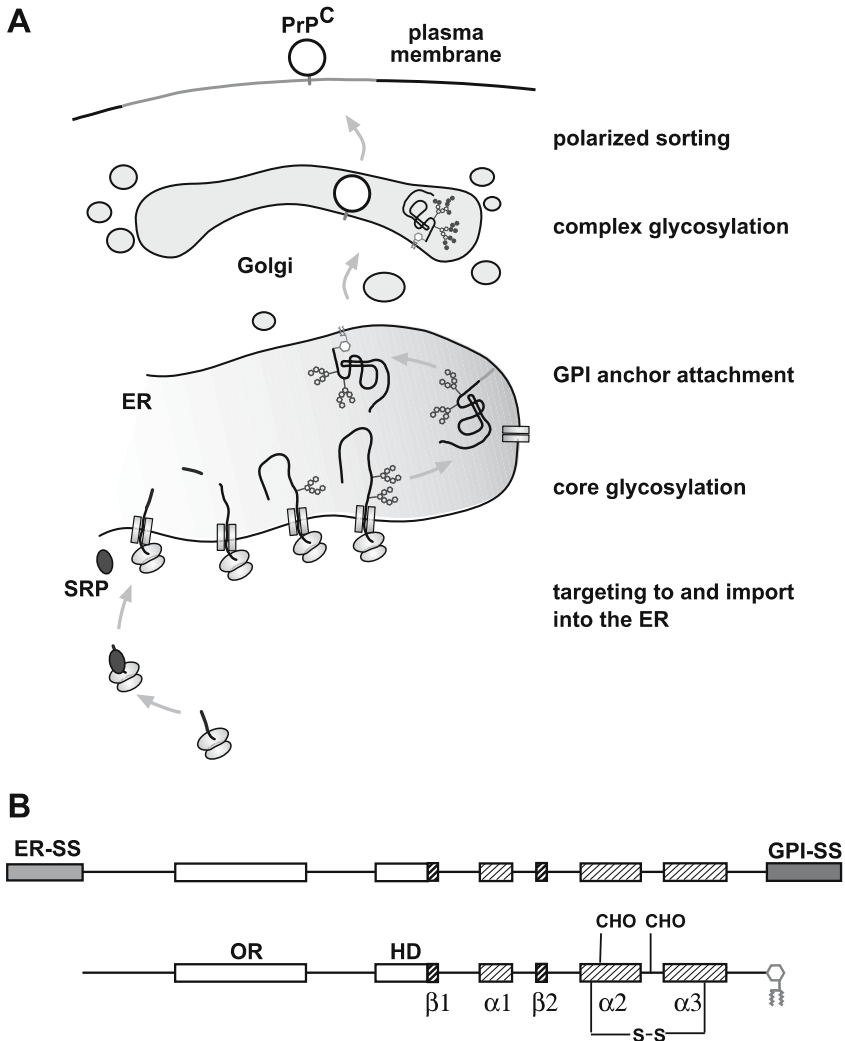 A
PrPC
plasma
membrane
polarized sorting
complex glycosylation
Golgi
GPI anchor attachment
ER
core glycosylation
SRP
targeting to and import
into the ER
B
ER-SS
GPI-SS
CHO CHO
OR
HD
β1 α1 β2 α2 α3
S-S